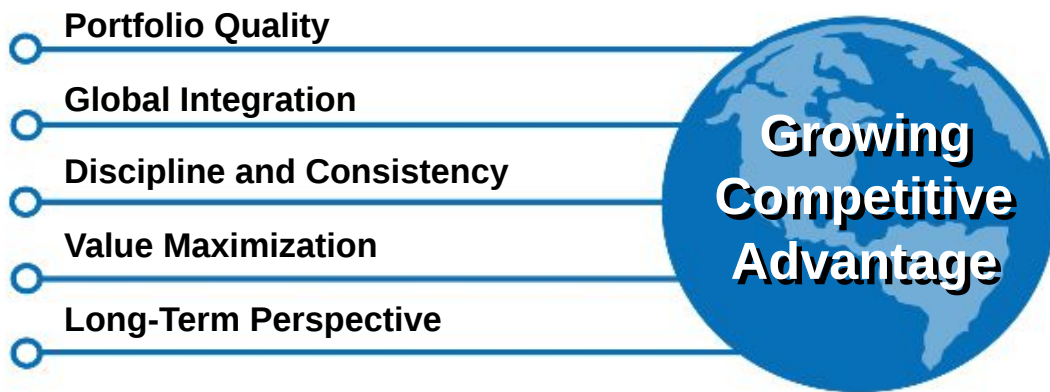 Portfolio Quality
Global Integration
Discipline and Consistency
Value Maximization
Long-Term Perspective
Growing
Competitive
Advantage